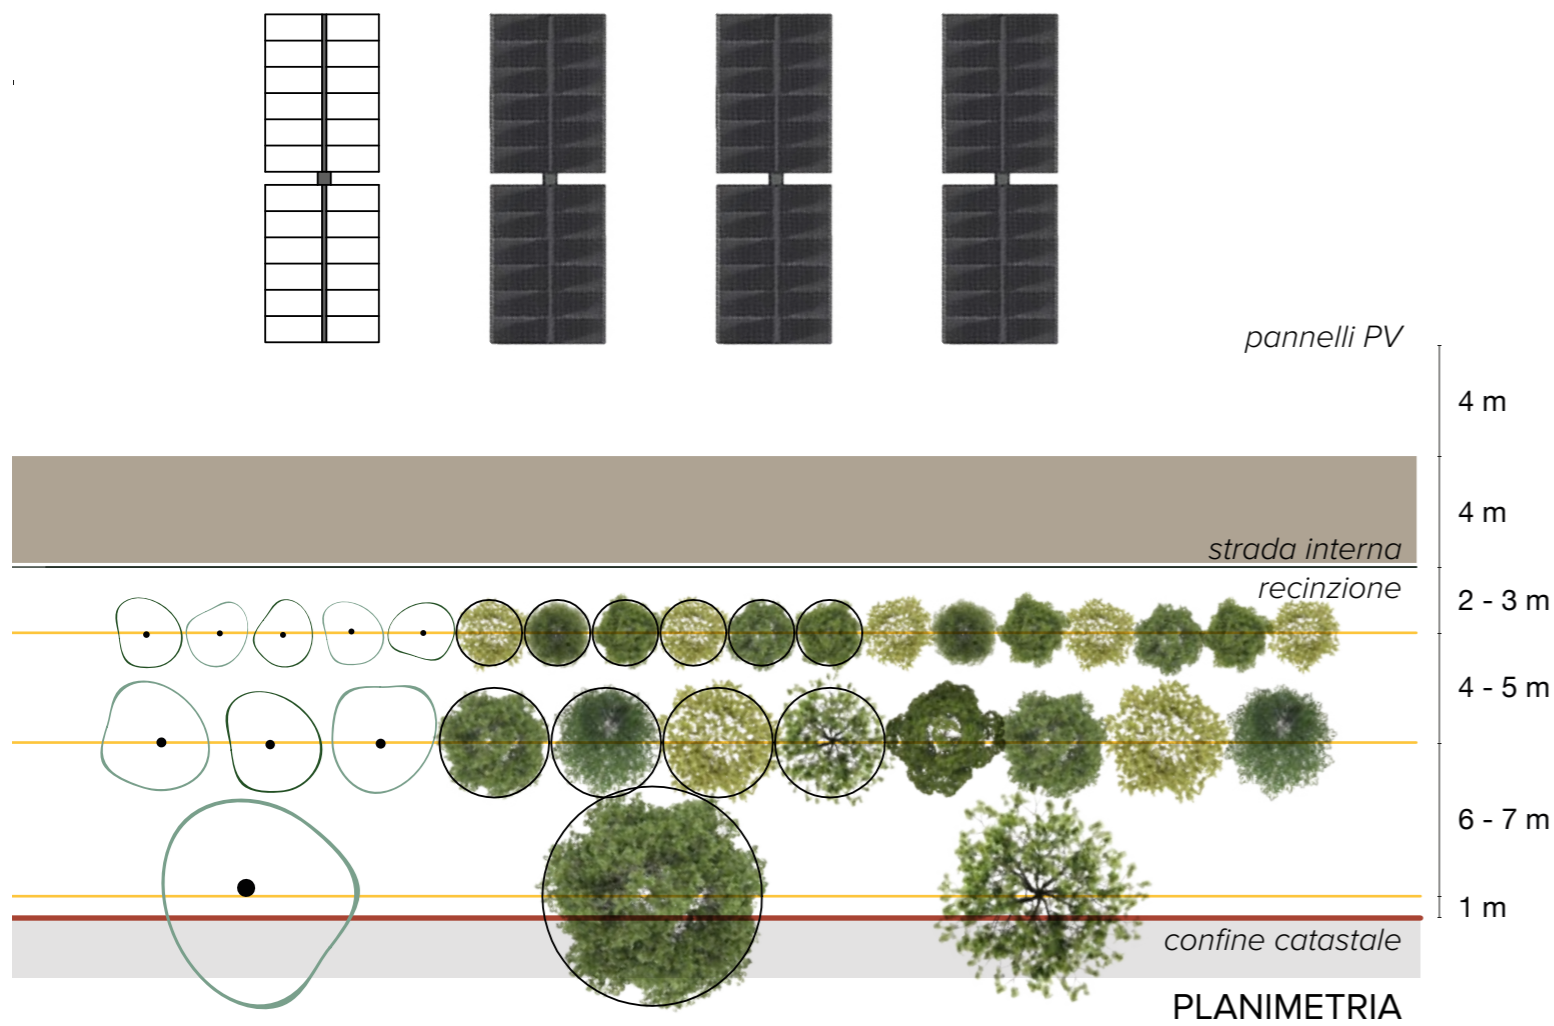 pannelli PV
4 m
4 m
strada interna
recinzione
2 - 3 m
4 - 5 m
6 - 7 m
1 m
confine catastale
PLANIMETRIA